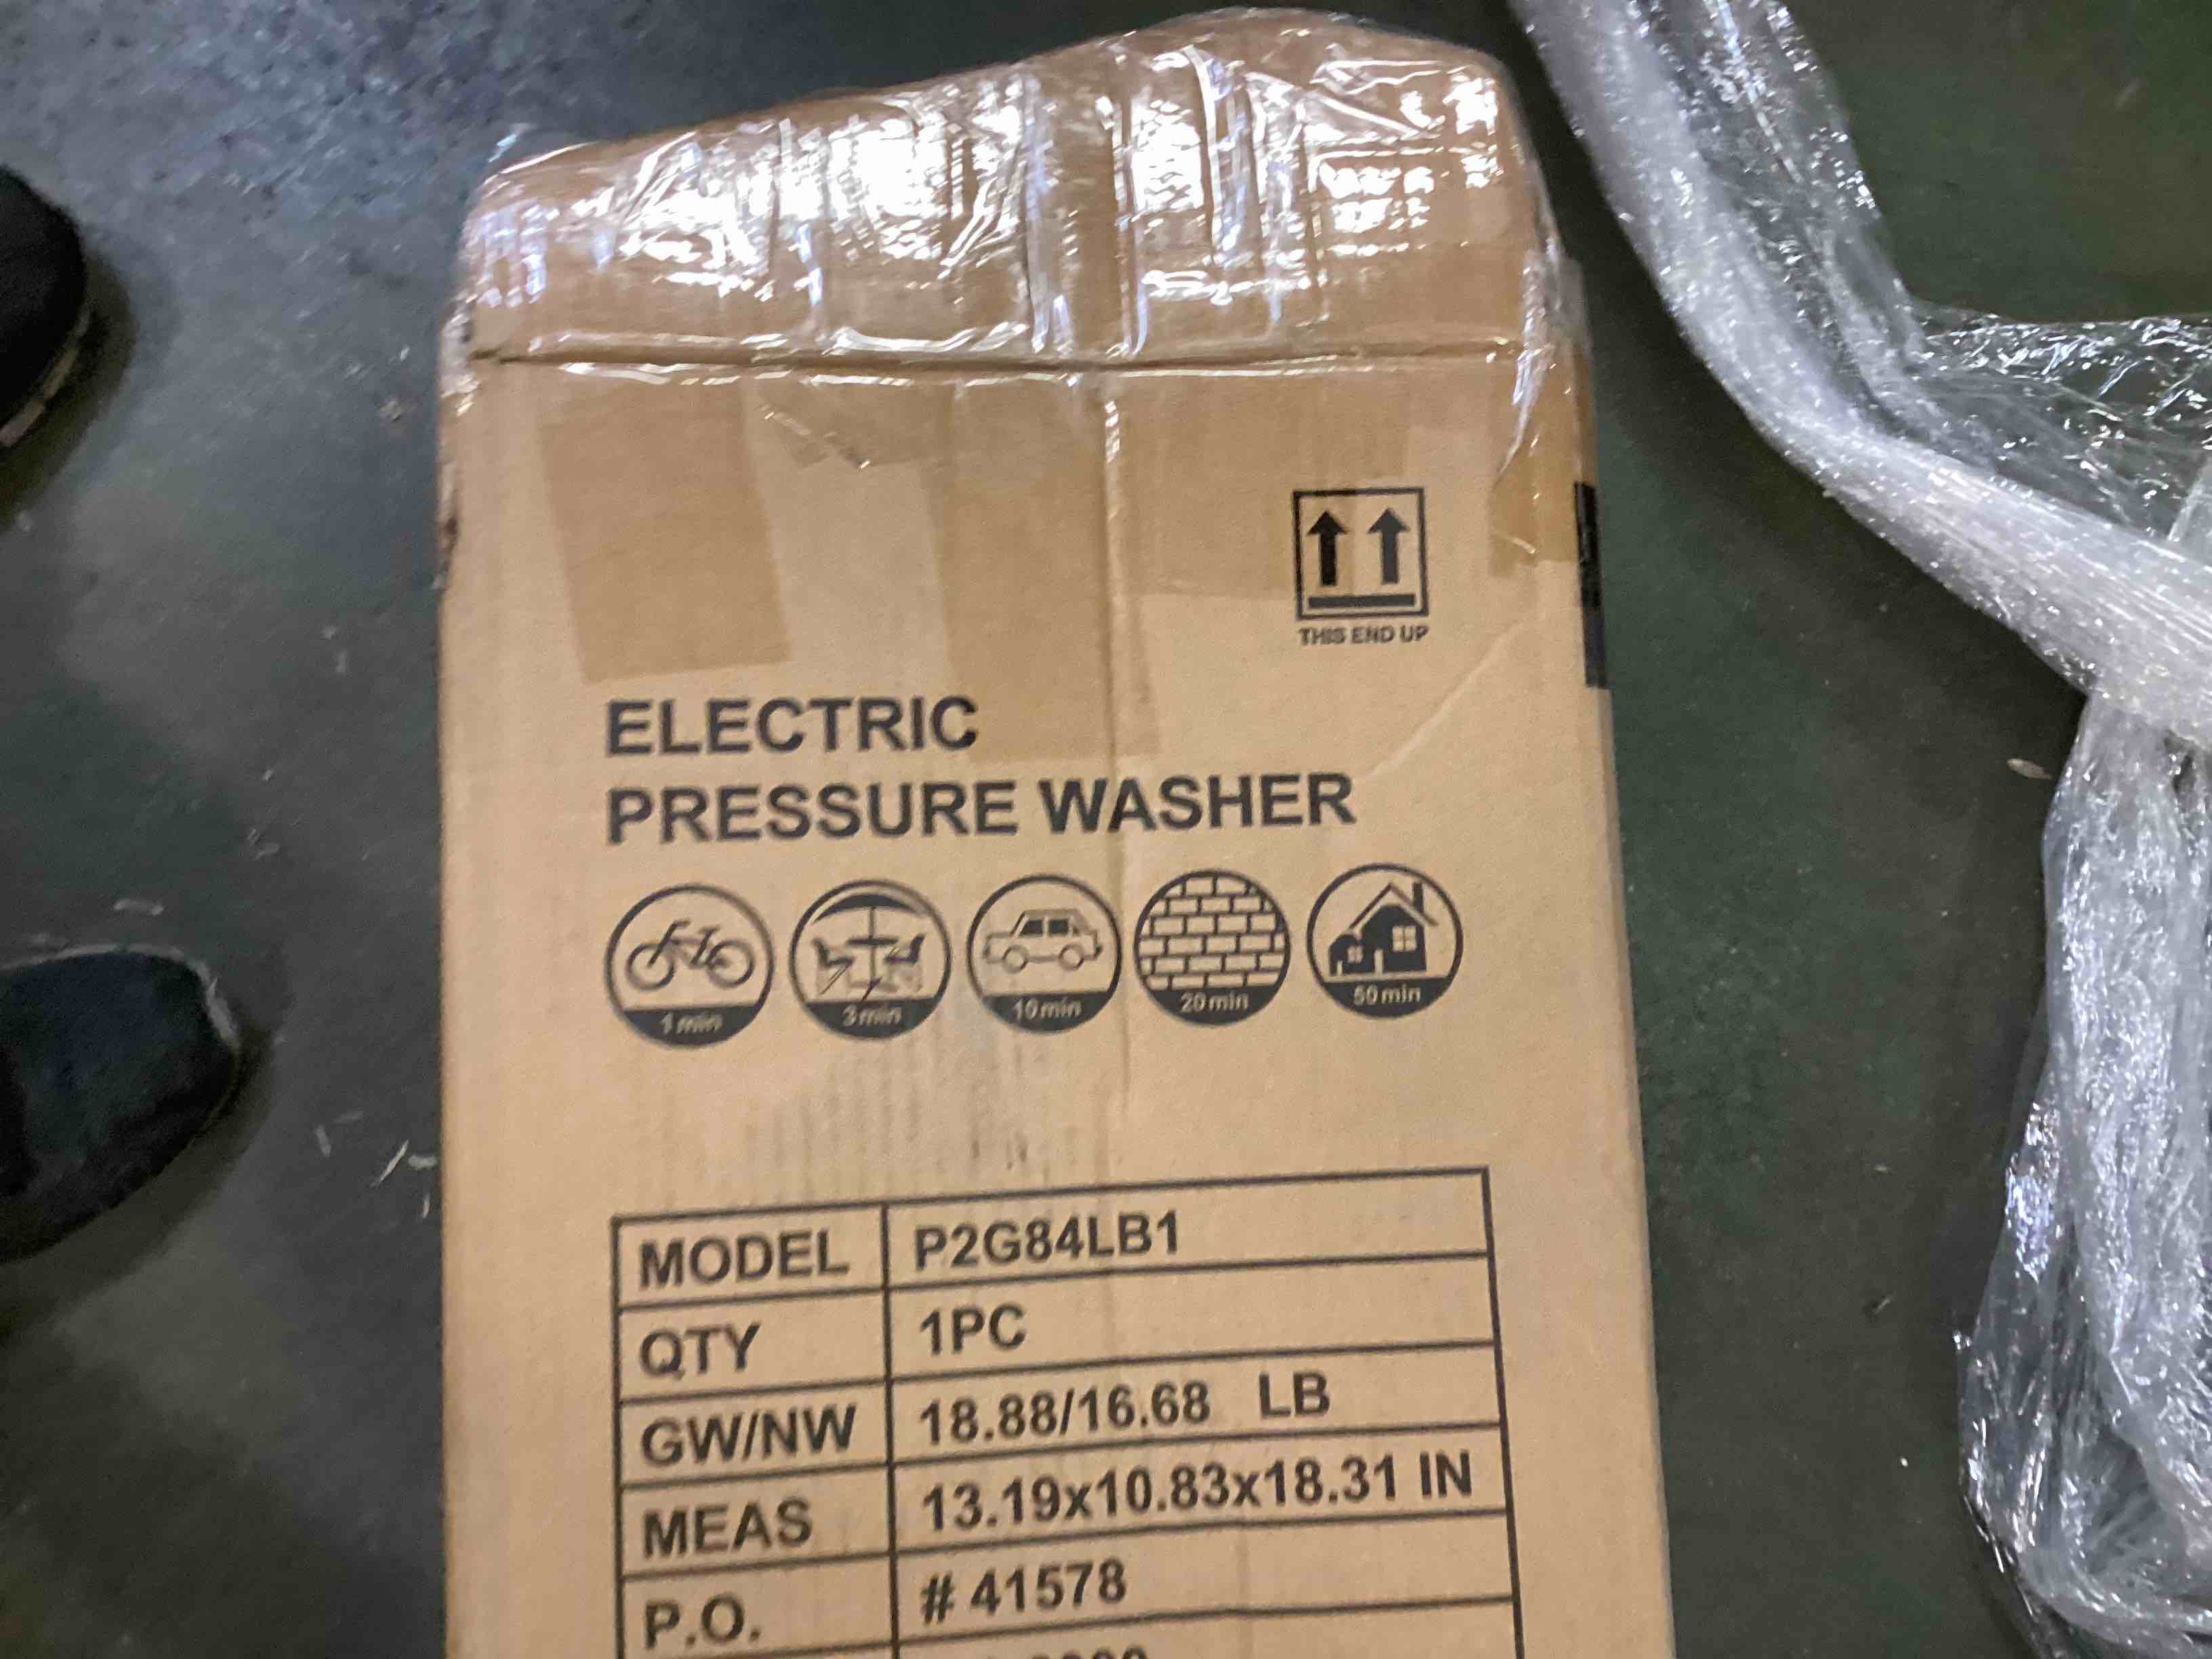 THIS END UP
ELECTRIC
PRESSURE WASHER
1 min
3 min
10 min
20 min
50 min
MODEL P2G84LB1
QTY 1PC
GW/NW 18.88/16.68 LB
MEAS 13.19x10.83x18.31 IN
P.O. # 41578